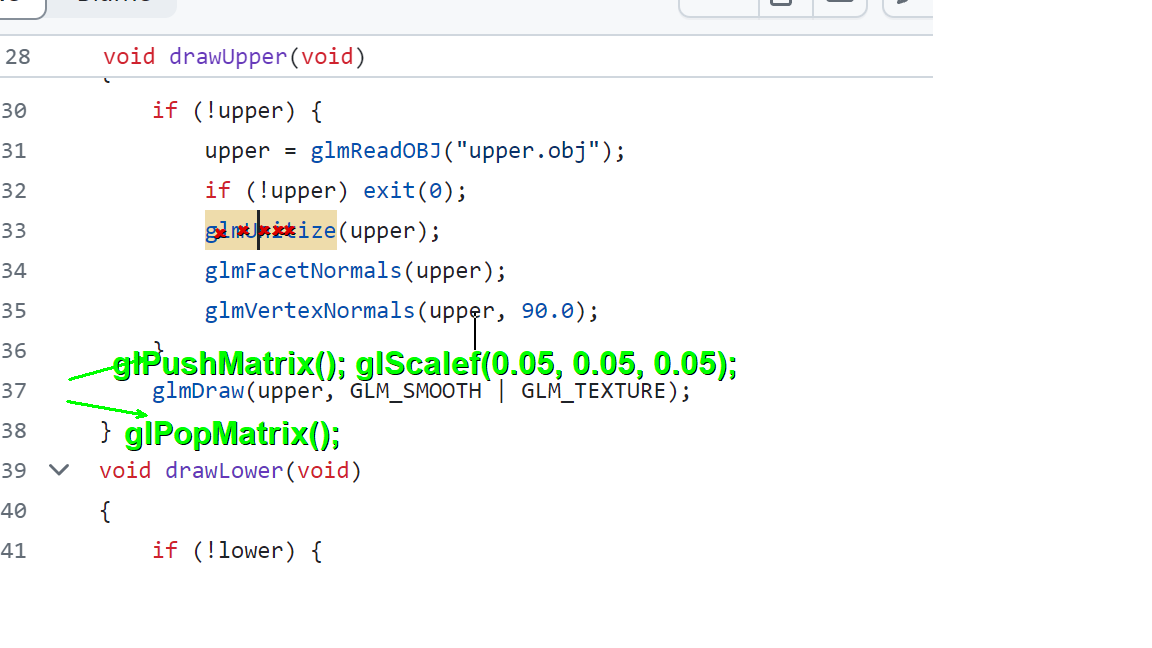 28 void drawUpper(void)
{
30 if (!upper) {
31 upper = glmReadOBJ("upper.obj");
32 if (!upper) exit(0);
33 glmUnitize(upper);
34 glmFacetNormals(upper);
35 glmVertexNormals(upper, 90.0);
36 }
glPushMatrix(); glScalef(0.05, 0.05, 0.05);
37 glmDraw(upper, GLM_SMOOTH | GLM_TEXTURE);
38 }
glPopMatrix();
39 void drawLower(void)
40 {
41 if (!lower) {